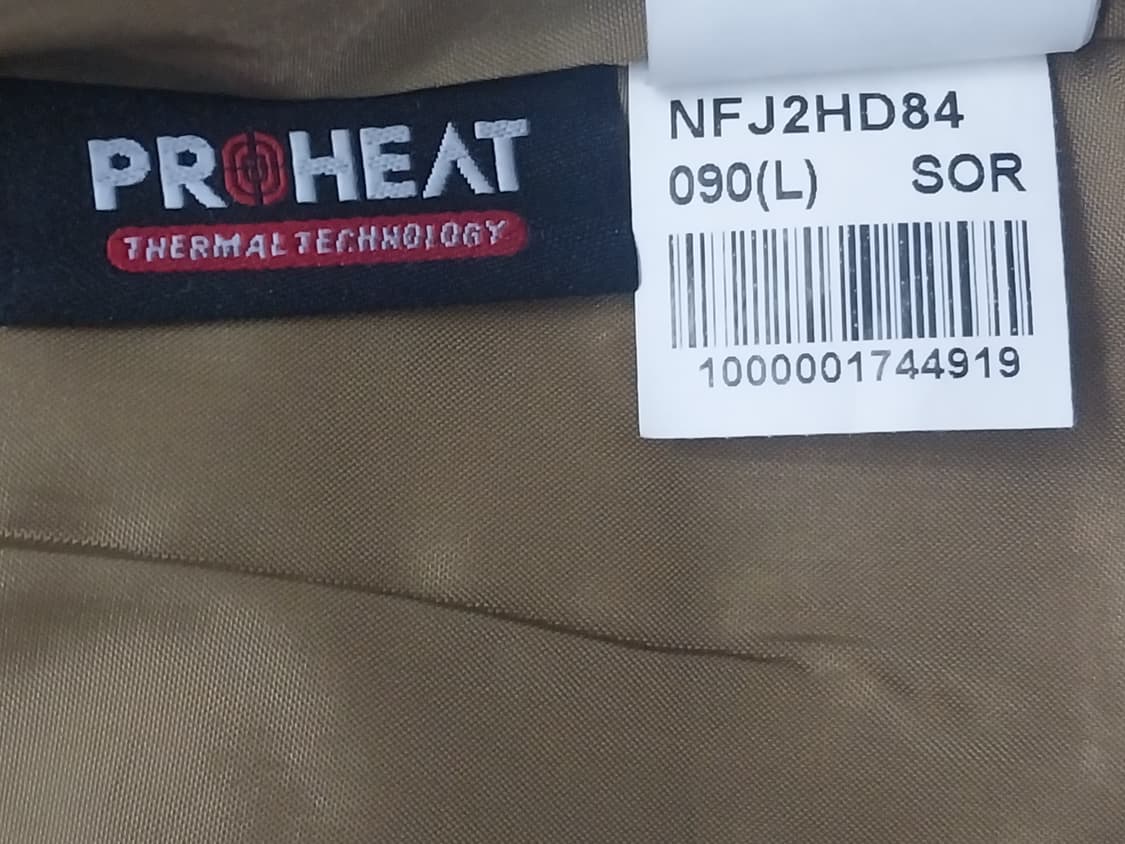 PROHEAT
THERMAL TECHNOLOGY
NFJ2HD84
090(L) SOR
1000001744919